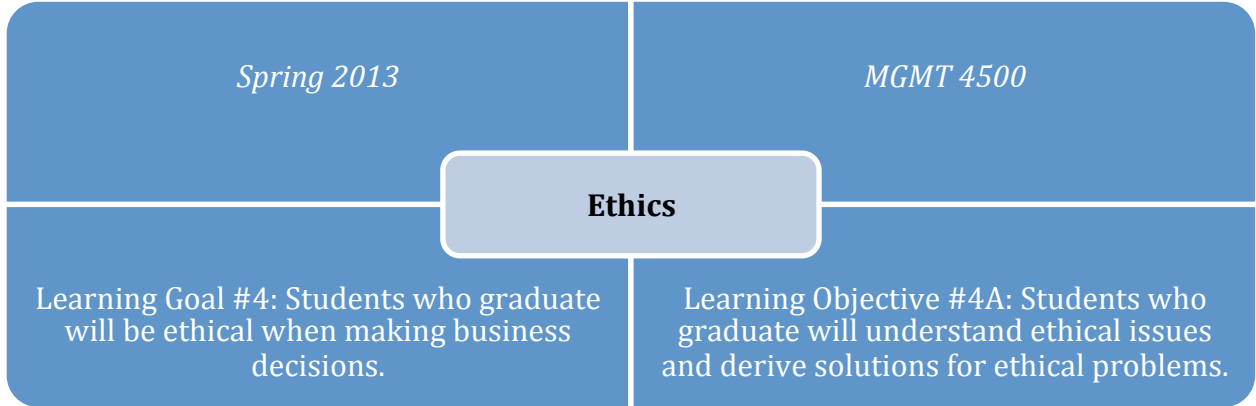 Spring 2013
MGMT 4500
Ethics
Learning Goal #4: Students who graduate
will be ethical when making business
decisions.
Learning Objective #4A: Students who
graduate will understand ethical issues
and derive solutions for ethical problems.